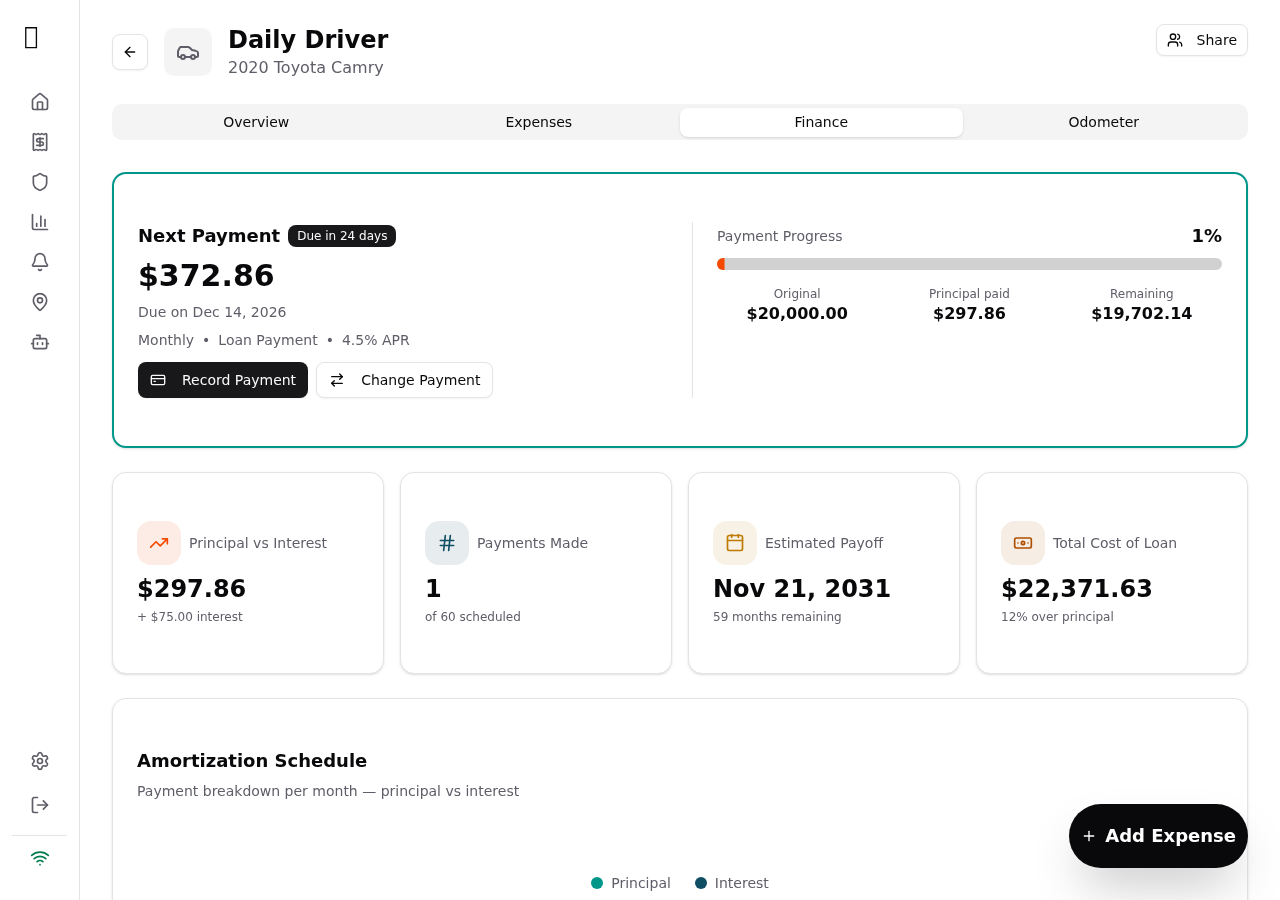 Daily Driver
2020 Toyota Camry
Share
Overview
Expenses
Finance
Odometer
Next Payment
Due in 24 days
$372.86
Due on Dec 14, 2026
Monthly • Loan Payment • 4.5% APR
Record Payment
Change Payment
Payment Progress
1%
Original
$20,000.00
Principal paid
$297.86
Remaining
$19,702.14
Principal vs Interest
$297.86
+ $75.00 interest
Payments Made
1
of 60 scheduled
Estimated Payoff
Nov 21, 2031
59 months remaining
Total Cost of Loan
$22,371.63
12% over principal
Amortization Schedule
Payment breakdown per month — principal vs interest
Principal
Interest
Add Expense